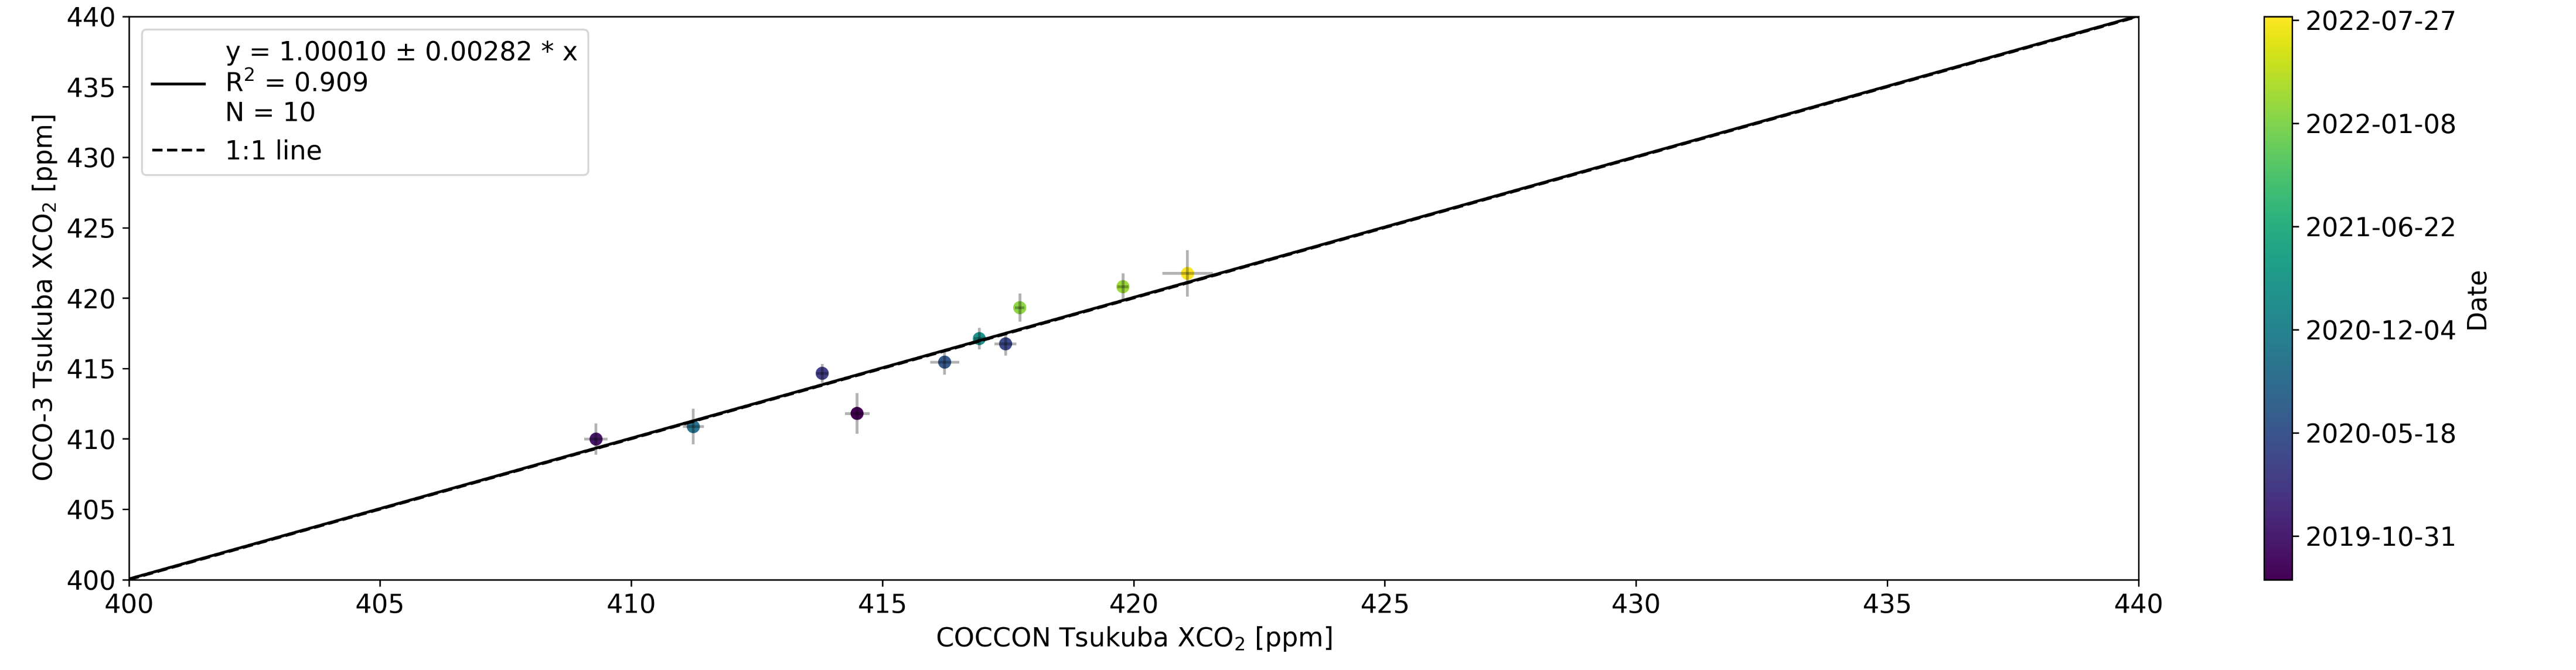 y = 1.00010 ± 0.00282 * x
R² = 0.909
N = 10
1:1 line
440
435
430
425
420
415
410
405
400
OCO-3 Tsukuba XCO₂ [ppm]
400 405 410 415 420 425 430 435 440
COCCON Tsukuba XCO₂ [ppm]
2022-07-27
2022-01-08
2021-06-22
2020-12-04
2020-05-18
2019-10-31
Date